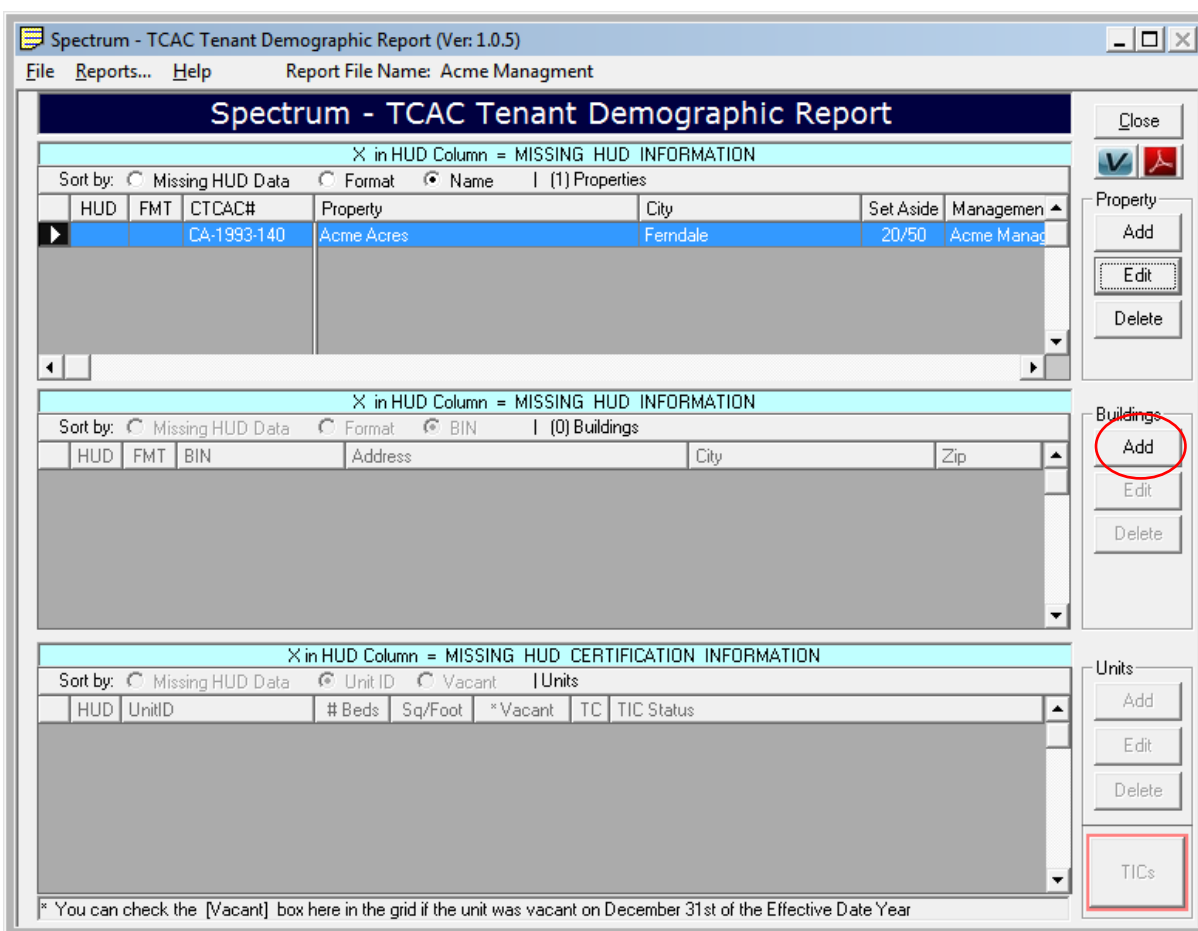 Spectrum - TCAC Tenant Demographic Report (Ver: 1.0.5)
File Reports... Help Report File Name: Acme Managment
Spectrum - TCAC Tenant Demographic Report
Close
X in HUD Column = MISSING HUD INFORMATION
Sort by: Missing HUD Data Format Name | (1) Properties
HUD FMT CTCAC# Property City Set Aside Managemen
CA-1993-140 Acme Acres Ferndale 20/50 Acme Manag
Property
Add
Edit
Delete
X in HUD Column = MISSING HUD INFORMATION
Sort by: Missing HUD Data Format BIN | (0) Buildings
HUD FMT BIN Address City Zip
Buildings
Add
Edit
Delete
X in HUD Column = MISSING HUD CERTIFICATION INFORMATION
Sort by: Missing HUD Data Unit ID Vacant | Units
HUD UnitID # Beds Sq/Foot * Vacant TC TIC Status
Units
Add
Edit
Delete
TICs
* You can check the [Vacant] box here in the grid if the unit was vacant on December 31st of the Effective Date Year